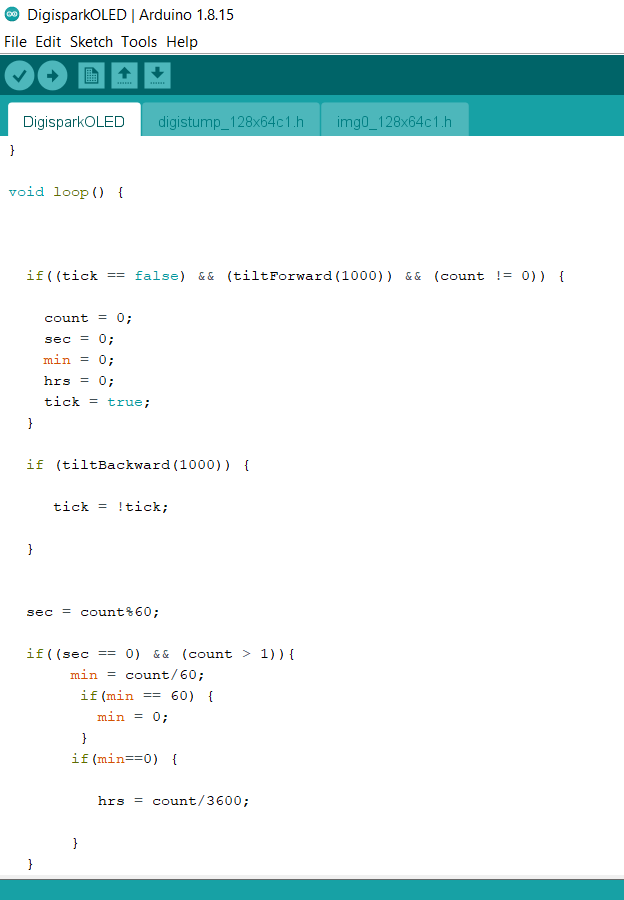 DigisparkOLED | Arduino 1.8.15
File Edit Sketch Tools Help
DigisparkOLED digistump_128x64c1.h img0_128x64c1.h
}
void loop() {
if((tick == false) && (tiltForward(1000)) && (count != 0)) {
count = 0;
sec = 0;
min = 0;
hrs = 0;
tick = true;
}
if (tiltBackward(1000)) {
tick = !tick;
}
sec = count%60;
if((sec == 0) && (count > 1)){
min = count/60;
if(min == 60) {
min = 0;
}
if(min==0) {
hrs = count/3600;
}
}